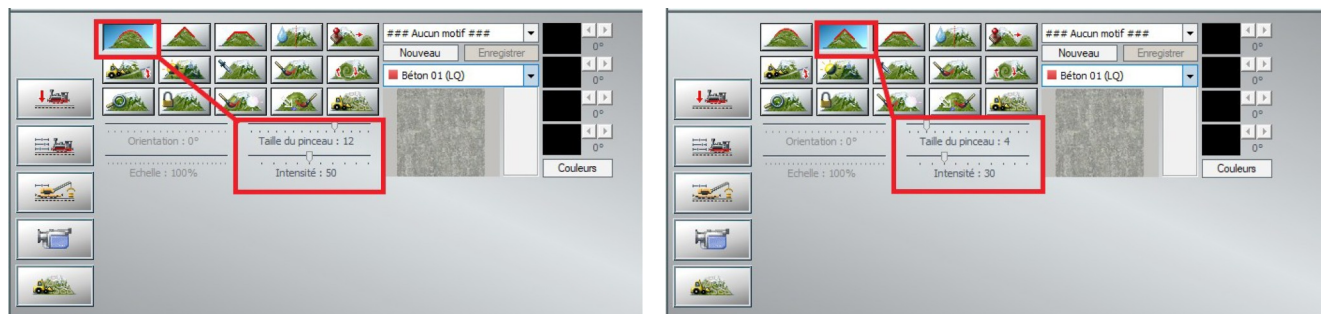 ### Aucun motif ###
Nouveau Enregistrer
Béton 01 (LQ)
0°
0°
0°
0°
Orientation : 0°
Taille du pinceau : 12
Echelle : 100%
Intensité : 50
Couleurs
### Aucun motif ###
Nouveau Enregistrer
Béton 01 (LQ)
0°
0°
0°
0°
Orientation : 0°
Taille du pinceau : 4
Echelle : 100%
Intensité : 30
Couleurs